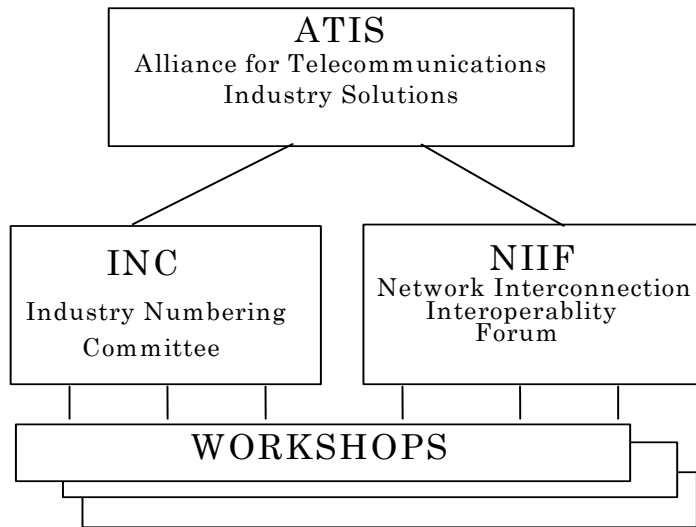 ATIS
Alliance for Telecommunications
Industry Solutions
INC
Industry Numbering
Committee
NIIF
Network Interconnection
Interoperablity
Forum
WORKSHOPS